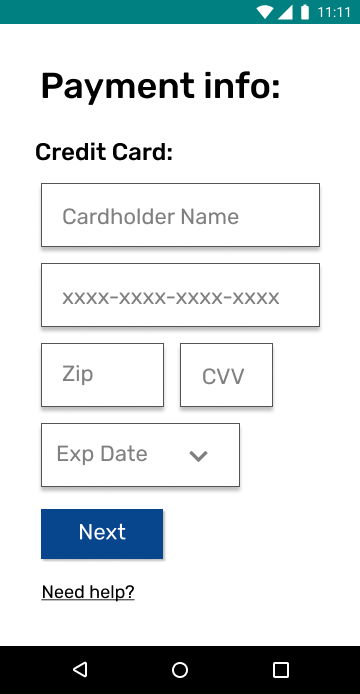 11:11
Payment info:
Credit Card:
Cardholder Name
xxxx-xxxx-xxxx-xxxx
Zip
CVV
Exp Date
Next
Need help?